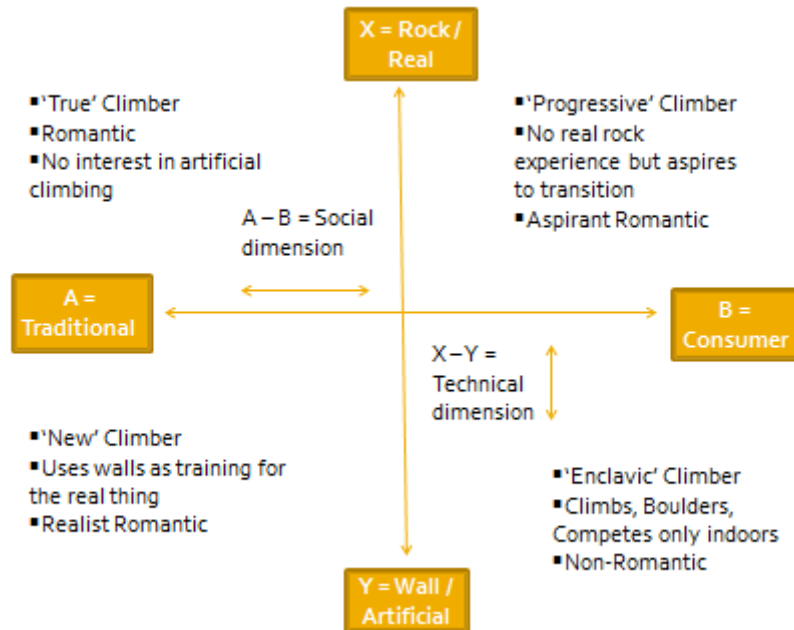 X = Rock /
Real
▪'True' Climber
▪Romantic
▪No interest in artificial
climbing
▪'Progressive' Climber
▪No real rock
experience but aspires
to transition
▪Aspirant Romantic
A – B = Social
dimension
A =
Traditional
B =
Consumer
X – Y =
Technical
dimension
▪'New' Climber
▪Uses walls as training for
the real thing
▪Realist Romantic
▪'Enclavic' Climber
▪Climbs, Boulders,
Competes only indoors
▪Non-Romantic
Y = Wall /
Artificial